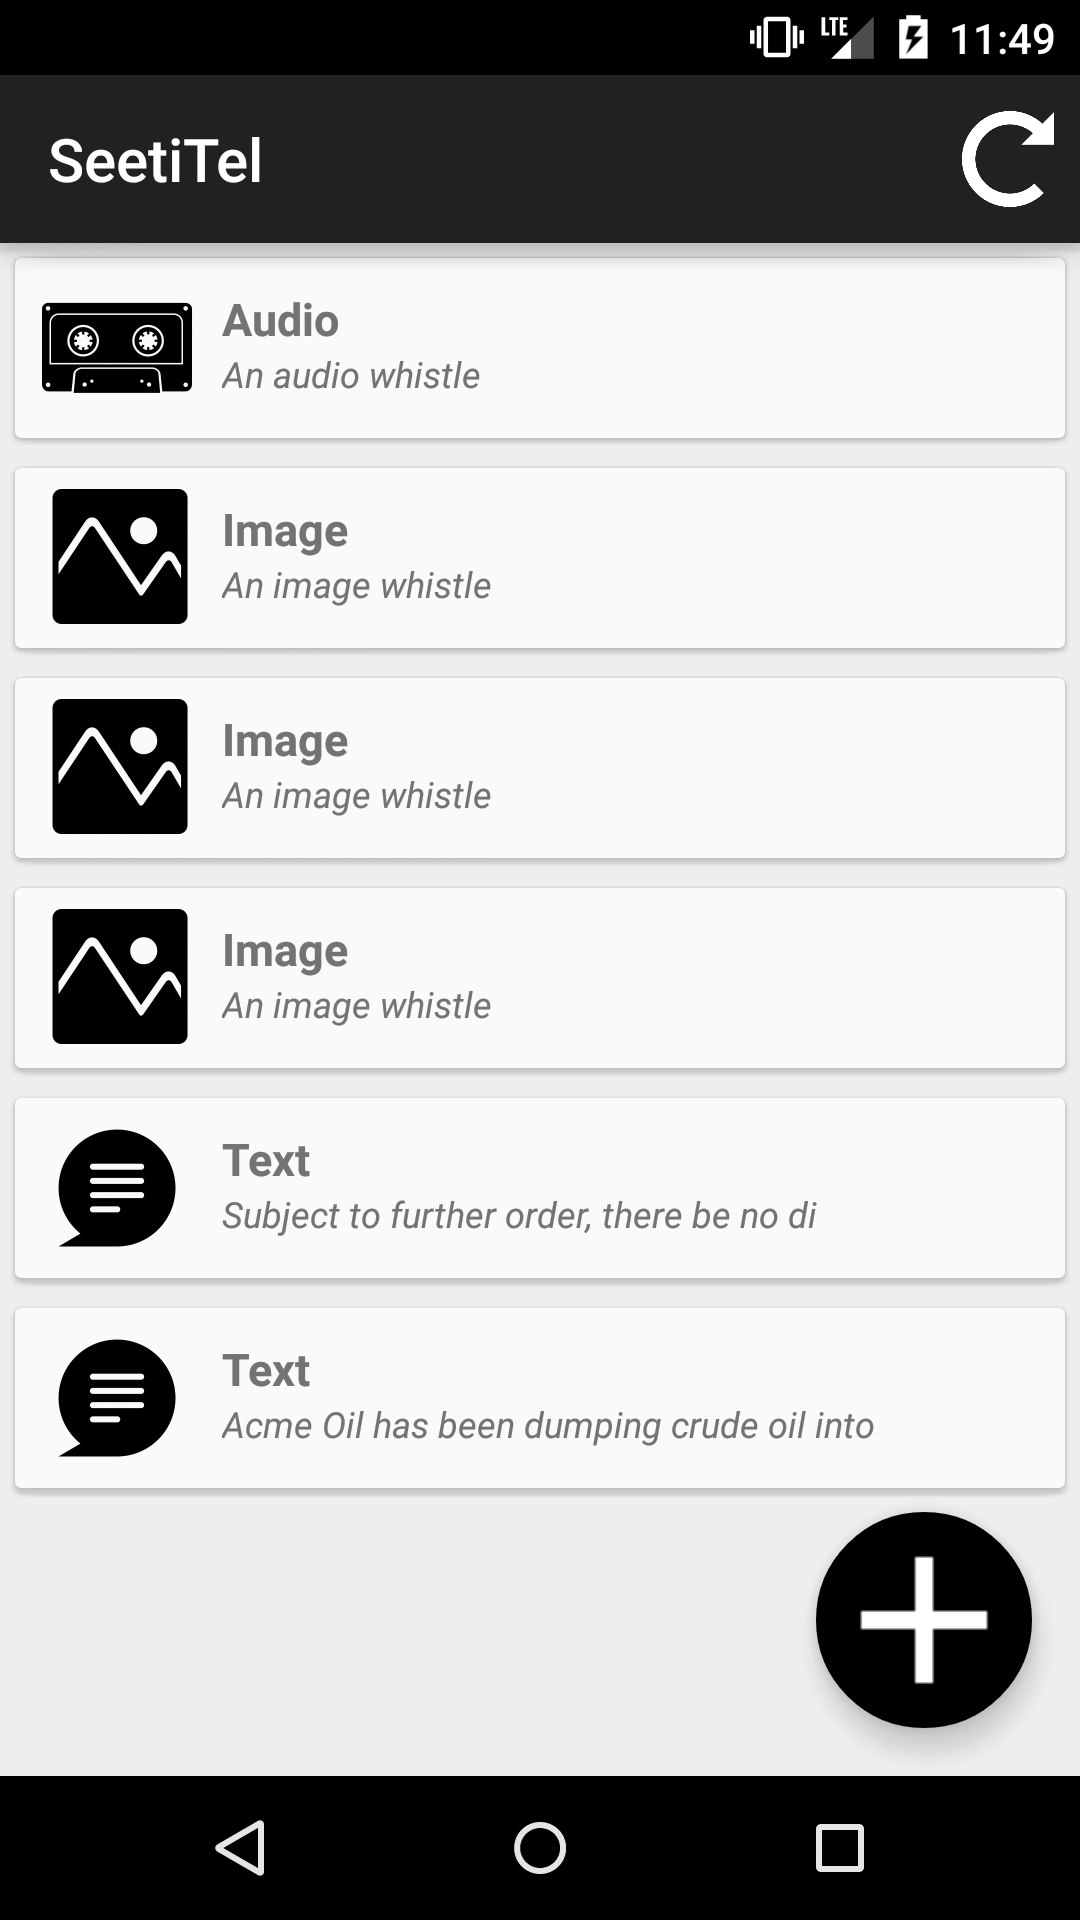 LTE 11:49
SeetiTel
Audio
An audio whistle
Image
An image whistle
Image
An image whistle
Image
An image whistle
Text
Subject to further order, there be no di
Text
Acme Oil has been dumping crude oil into